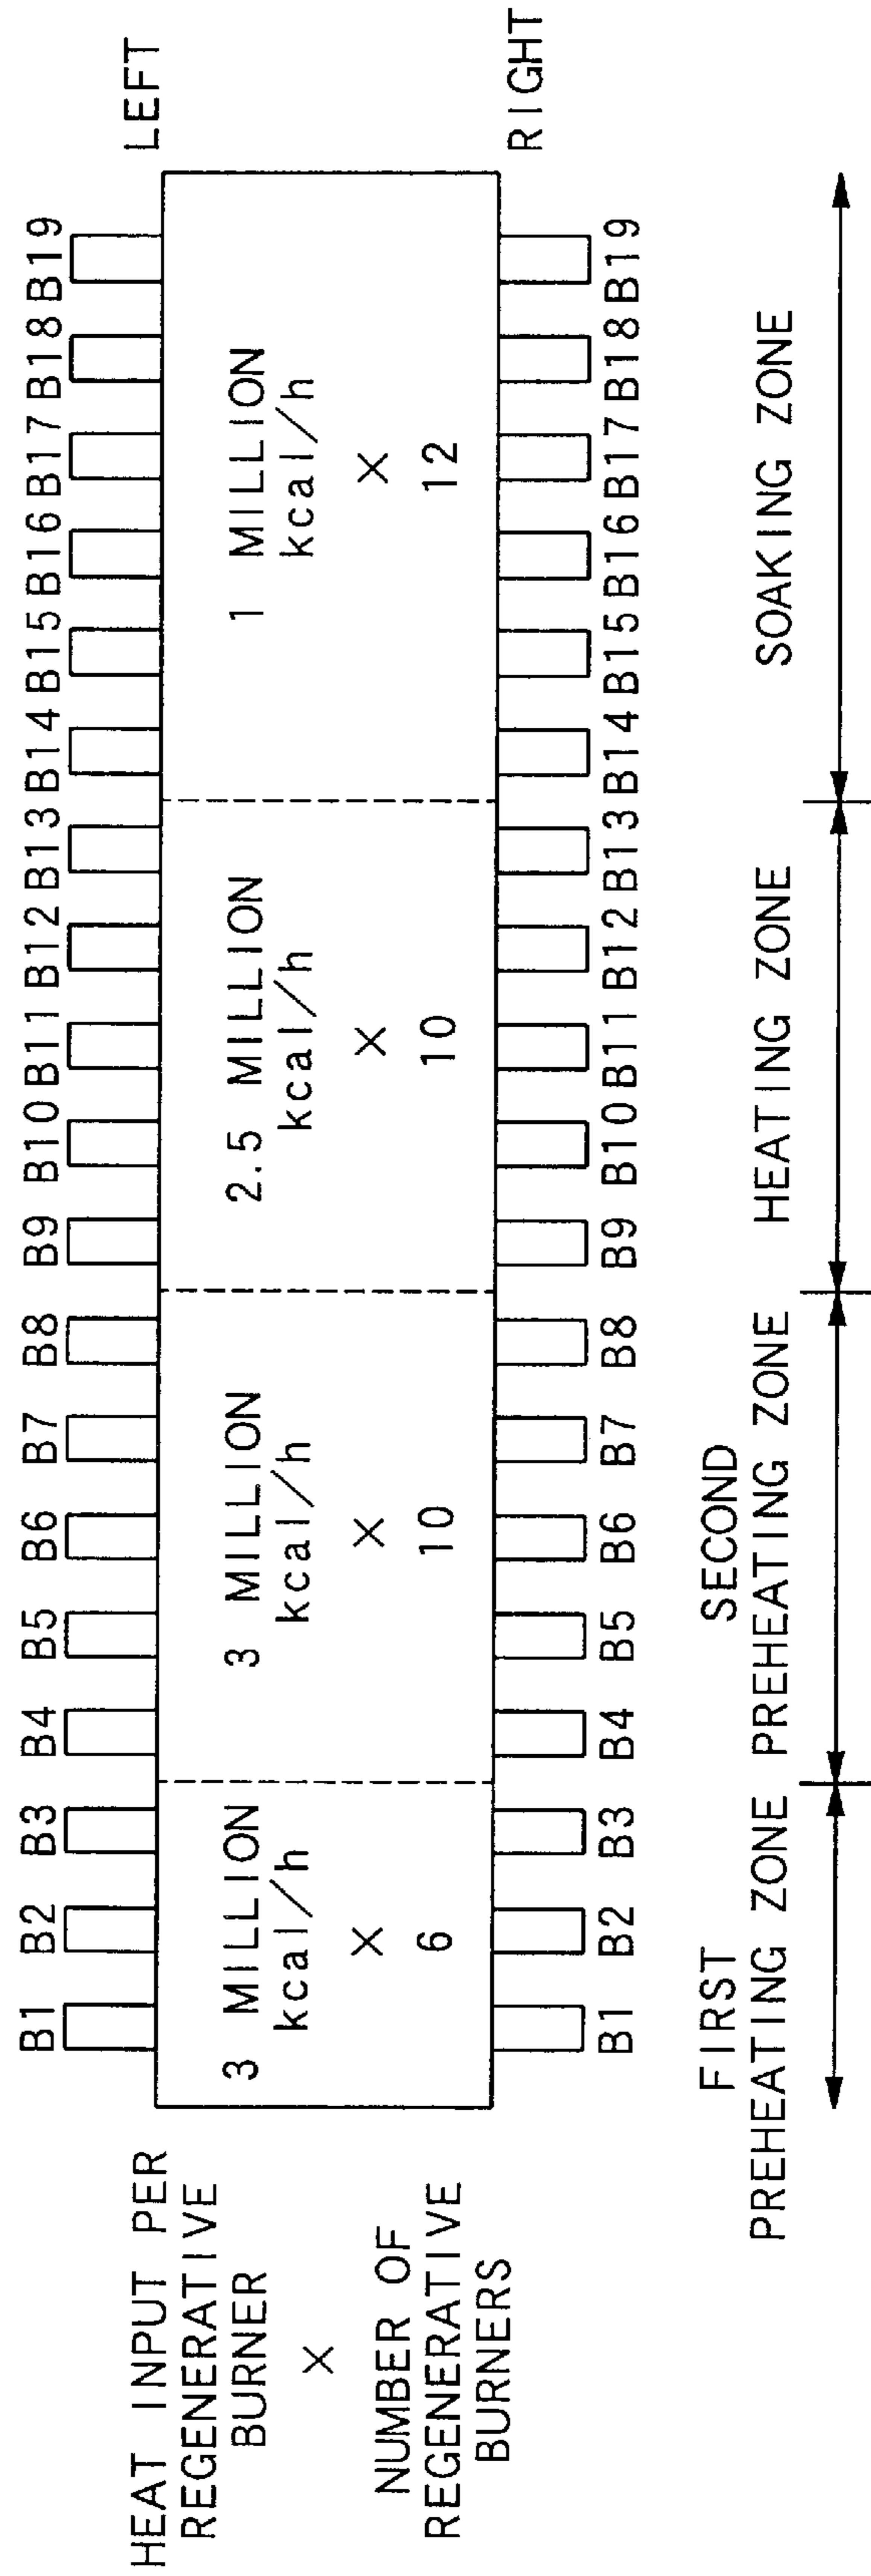 HEAT INPUT PER
REGENERATIVE
BURNER
×
NUMBER OF
REGENERATIVE
BURNERS
B1 B2 B3 B4 B5 B6 B7 B8 B9 B10 B11 B12 B13 B14 B15 B16 B17 B18 B19
LEFT
3 MILLION
kcal/h
×
6
3 MILLION
kcal/h
×
10
2.5 MILLION
kcal/h
×
10
1 MILLION
kcal/h
×
12
RIGHT
B1 B2 B3 B4 B5 B6 B7 B8 B9 B10 B11 B12 B13 B14 B15 B16 B17 B18 B19
FIRST
PREHEATING ZONE
SECOND
PREHEATING ZONE
HEATING ZONE
SOAKING ZONE